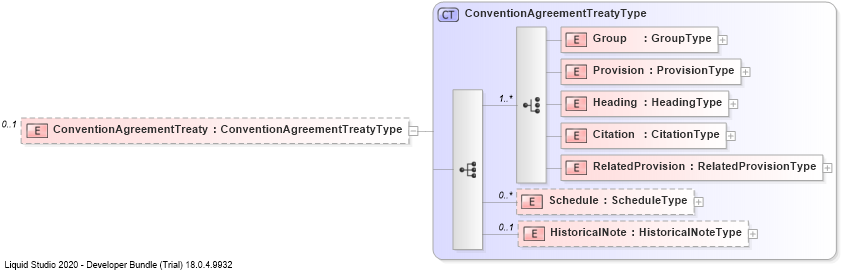 CT ConventionAgreementTreatyType
E Group : GroupType
E Provision : ProvisionType
1..*
E Heading : HeadingType
0..1
E ConventionAgreementTreaty : ConventionAgreementTreatyType
E Citation : CitationType
E RelatedProvision : RelatedProvisionType
0..*
E Schedule : ScheduleType
0..1
E HistoricalNote : HistoricalNoteType
Liquid Studio 2020 - Developer Bundle (Trial) 18.0.4.9932